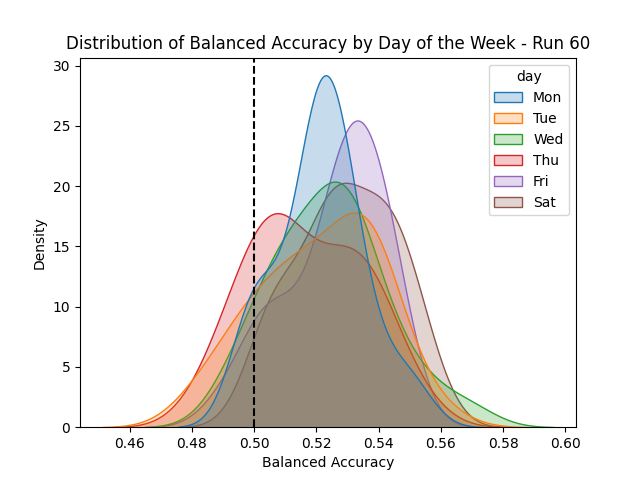 Distribution of Balanced Accuracy by Day of the Week - Run 60
30
25
20
15
10
5
0
Density
day
Mon
Tue
Wed
Thu
Fri
Sat
0.46 0.48 0.50 0.52 0.54 0.56 0.58 0.60
Balanced Accuracy